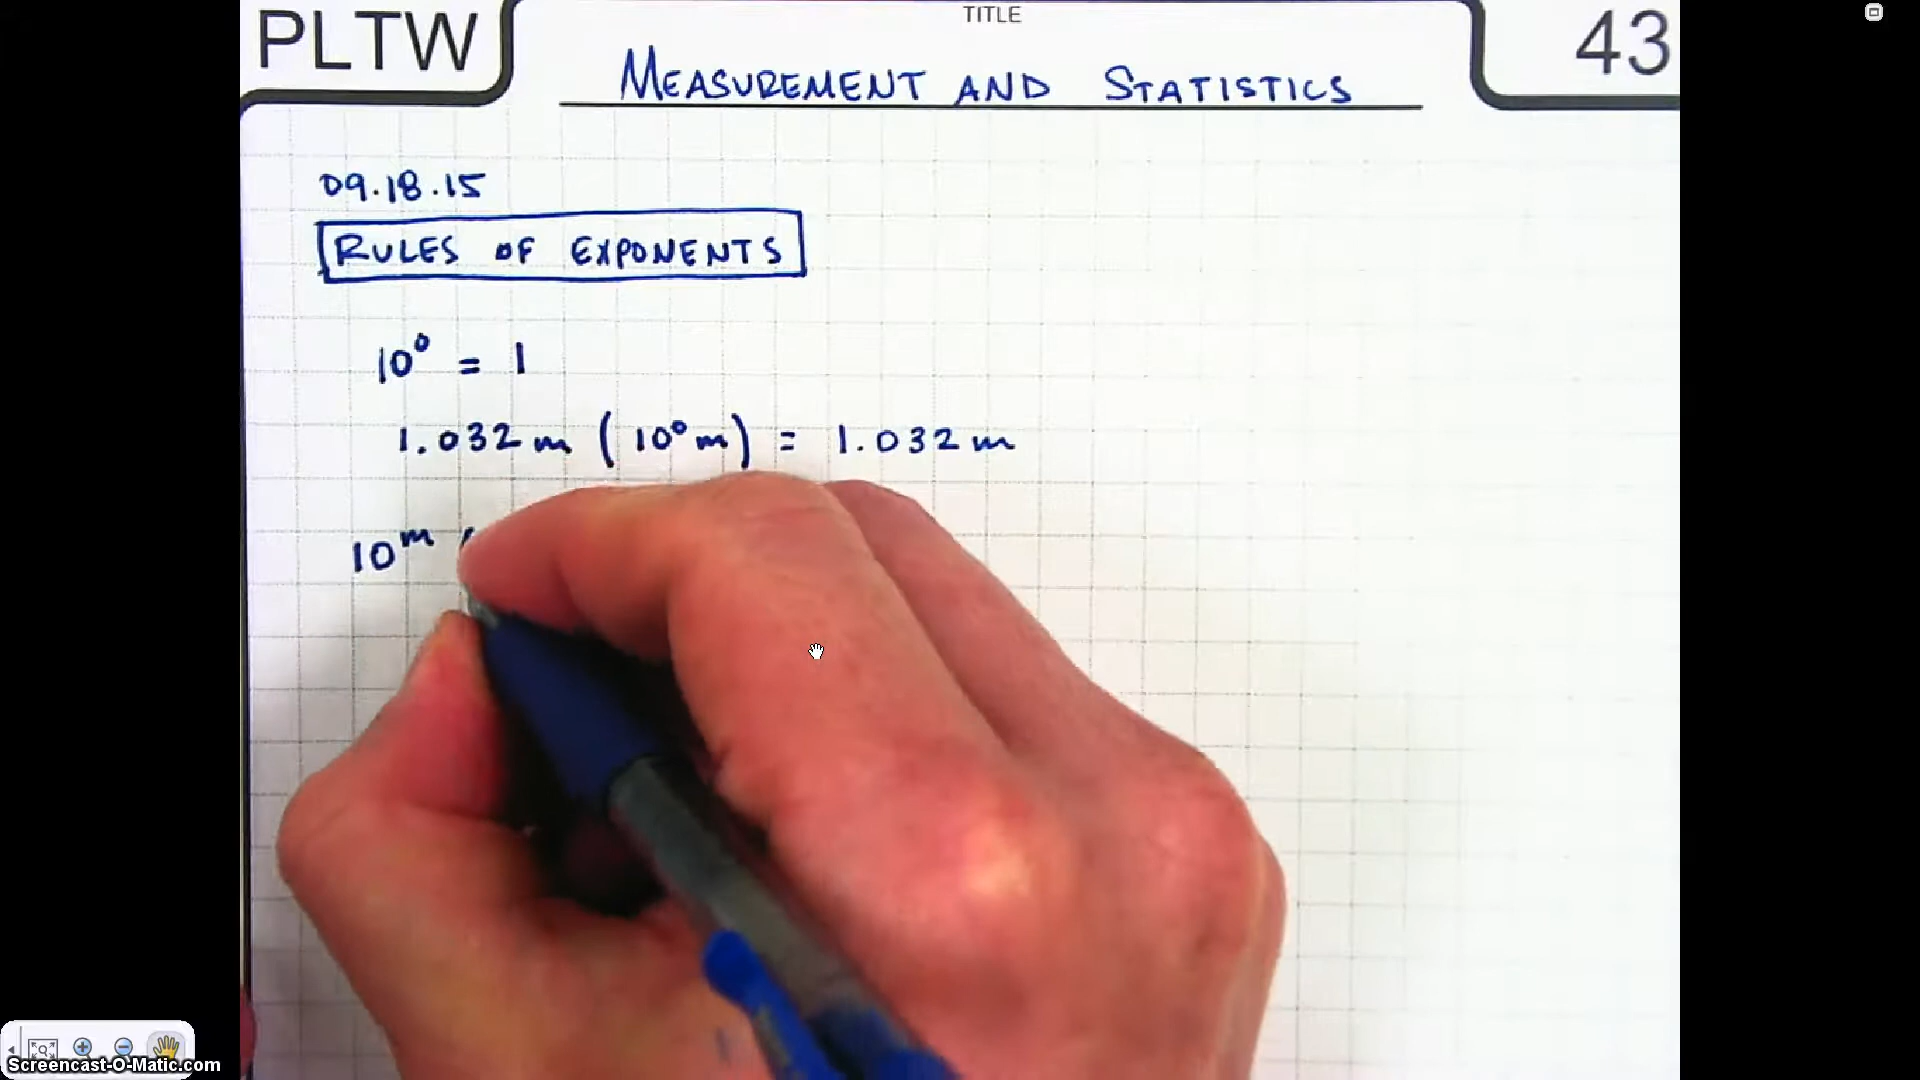 PLTW
TITLE
MEASUREMENT AND STATISTICS
43
09.18.15
RULES OF EXPONENTS
10⁰ = 1
1.032 m (10⁰ m) = 1.032 m
10ᵐ (
Screencast-O-Matic.com